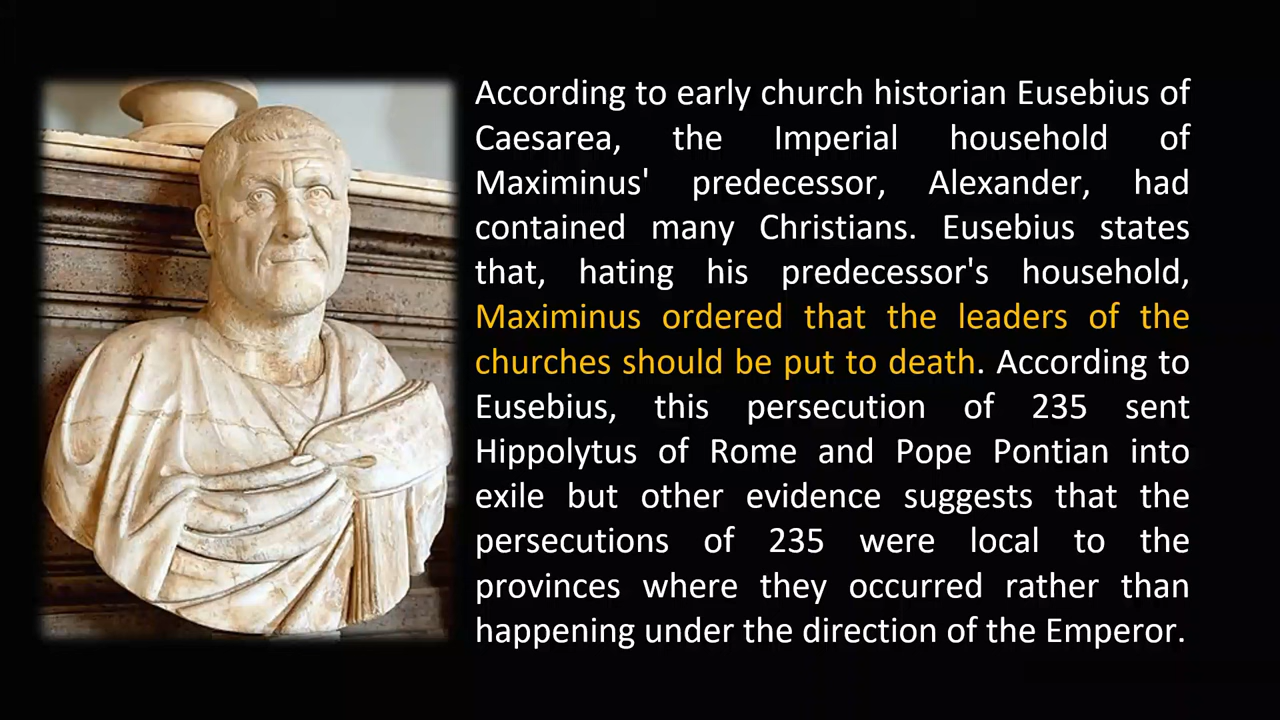 According to early church historian Eusebius of
Caesarea, the Imperial household of
Maximinus' predecessor, Alexander, had
contained many Christians. Eusebius states
that, hating his predecessor's household,
Maximinus ordered that the leaders of the
churches should be put to death. According to
Eusebius, this persecution of 235 sent
Hippolytus of Rome and Pope Pontian into
exile but other evidence suggests that the
persecutions of 235 were local to the
provinces where they occurred rather than
happening under the direction of the Emperor.